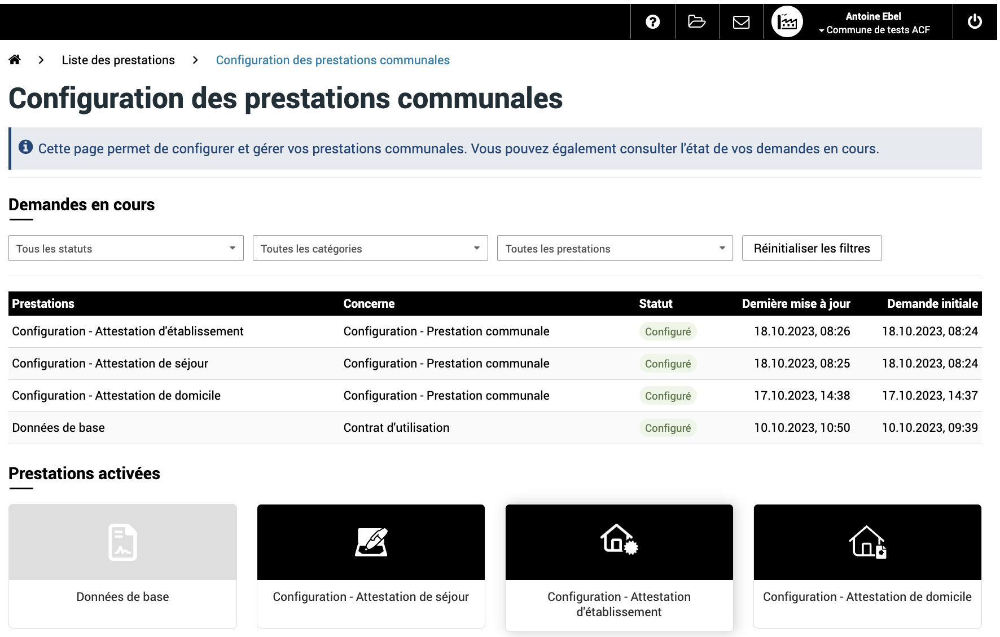 Antoine Ebel
Commune de tests ACF
Liste des prestations
Configuration des prestations communales
Configuration des prestations communales
Cette page permet de configurer et gérer vos prestations communales. Vous pouvez également consulter l'état de vos demandes en cours.
Demandes en cours
Tous les statuts
Toutes les catégories
Toutes les prestations
Réinitialiser les filtres
Prestations Concerne Statut Dernière mise à jour Demande initiale
Configuration - Attestation d'établissement Configuration - Prestation communale Configuré 18.10.2023, 08:26 18.10.2023, 08:24
Configuration - Attestation de séjour Configuration - Prestation communale Configuré 18.10.2023, 08:25 18.10.2023, 08:24
Configuration - Attestation de domicile Configuration - Prestation communale Configuré 17.10.2023, 14:38 17.10.2023, 14:37
Données de base Contrat d'utilisation Configuré 10.10.2023, 10:50 10.10.2023, 09:39
Prestations activées
Données de base
Configuration - Attestation de séjour
Configuration - Attestation
d'établissement
Configuration - Attestation de domicile